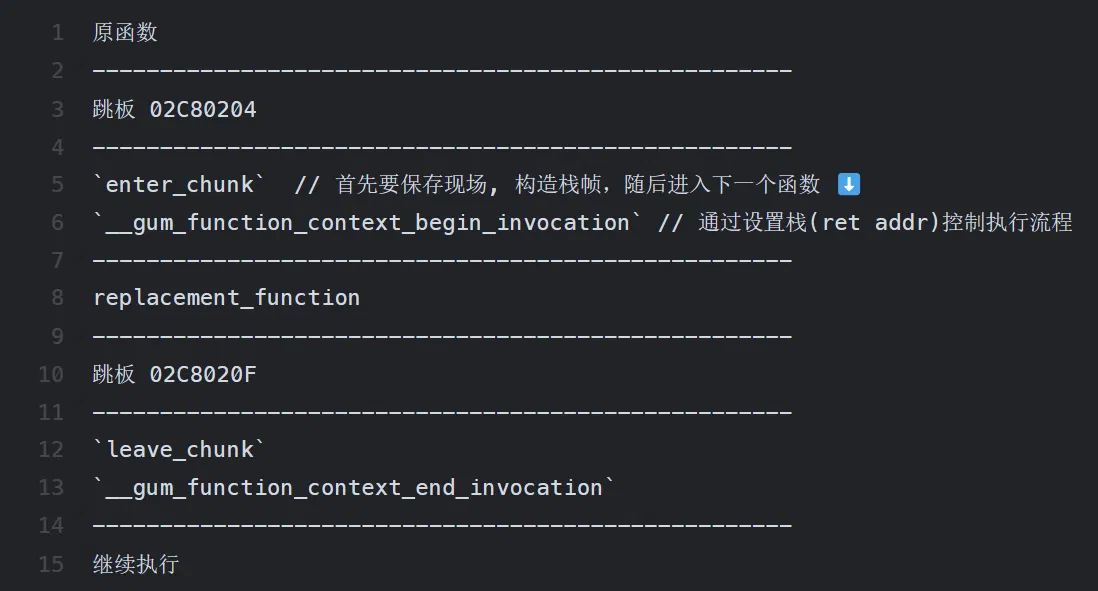 1 原函数
2 ----------------------------------------------------
3 跳板 02C80204
4 ----------------------------------------------------
5 `enter_chunk`  // 首先要保存现场, 构造栈帧，随后进入下一个函数 ⬇️
6 `__gum_function_context_begin_invocation` // 通过设置栈(ret addr)控制执行流程
7 ----------------------------------------------------
8 replacement_function
9 ----------------------------------------------------
10 跳板 02C8020F
11 ----------------------------------------------------
12 `leave_chunk`
13 `__gum_function_context_end_invocation`
14 ----------------------------------------------------
15 继续执行